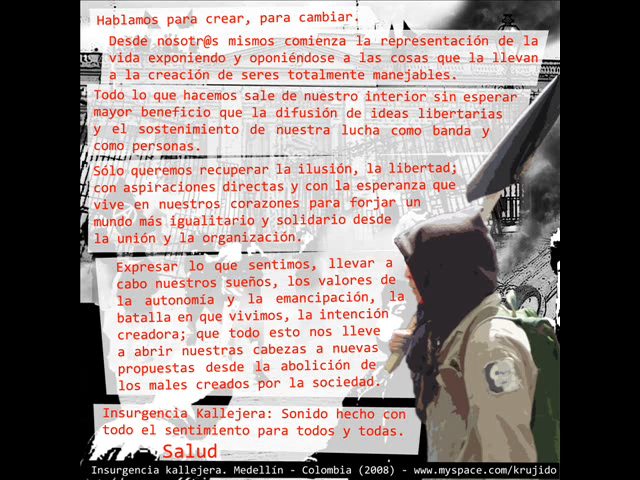 Hablamos para crear, para cambiar.
Desde nosotr@s mismos comienza la representación de la
vida exponiendo y oponiéndose a las cosas que la llevan
a la creación de seres totalmente manejables.
Todo lo que hacemos sale de nuestro interior sin esperar
mayor beneficio que la difusión de ideas libertarias
y el sostenimiento de nuestra lucha como banda y
como personas.
Sólo queremos recuperar la ilusión, la libertad;
con aspiraciones directas y con la esperanza que
vive en nuestros corazones para forjar un
mundo más igualitario y solidario desde
la unión y la organización.
Expresar lo que sentimos, llevar a
cabo nuestros sueños, los valores de
la autonomía y la emancipación, la
batalla en que vivimos, la intención
creadora; que todo esto nos lleve
a abrir nuestras cabezas a nuevas
propuestas desde la abolición de
los males creados por la sociedad.
Insurgencia Kallejera: Sonido hecho con
todo el sentimiento para todos y todas.
Salud
Insurgencia kallejera. Medellín - Colombia (2008) - www.myspace.com/krujido